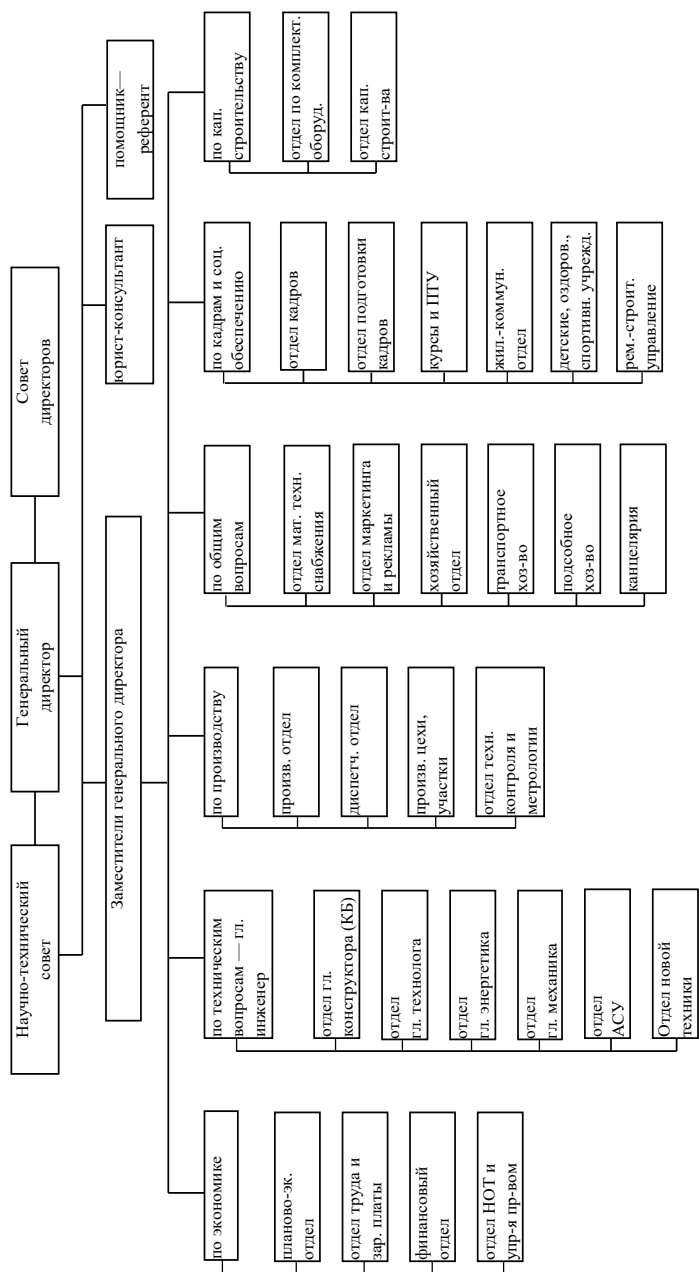 Научно-технический
совет
Генеральный
директор
Совет
директоров
Заместители генерального директора
юрист-консультант
помощник—
референт
по экономике
планово-эк.
отдел
отдел труда и
зар. платы
финансовый
отдел
отдел НОТ и
упр-я пр-вом
по техническим
вопросам — гл.
инженер
отдел гл.
конструктора (КБ)
отдел
гл. технолога
отдел
гл. энергетика
отдел
гл. механика
отдел
АСУ
Отдел новой
техники
по производству
произв. отдел
диспетч. отдел
произв. цехи,
участки
отдел техн.
контроля и
метрологии
по общим
вопросам
отдел мат. техн.
снабжения
отдел маркетинга
и рекламы
хозяйственный
отдел
транспортное
хоз-во
подсобное
хоз-во
канцелярия
по кадрам и соц.
обеспечению
отдел кадров
отдел подготовки
кадров
курсы и ПТУ
жил.-коммун.
отдел
детские, оздоров.,
спортивн. учрежд.
рем.-строит.
управление
по кап.
строительству
отдел по комплект.
оборуд.
отдел кап.
строит-ва